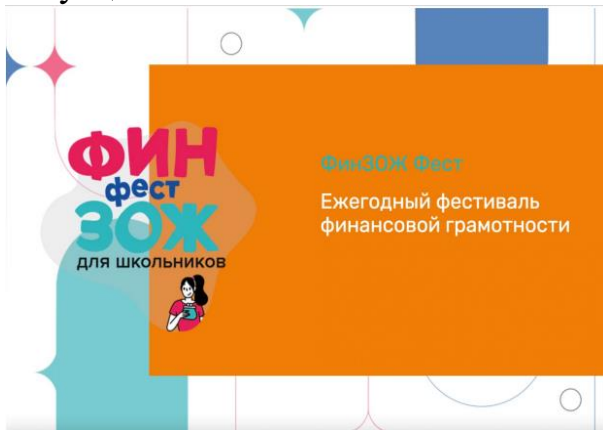 ФИН
фест
ЗОЖ
для школьников
ФинЗОЖ Фест
Ежегодный фестиваль
финансовой грамотности